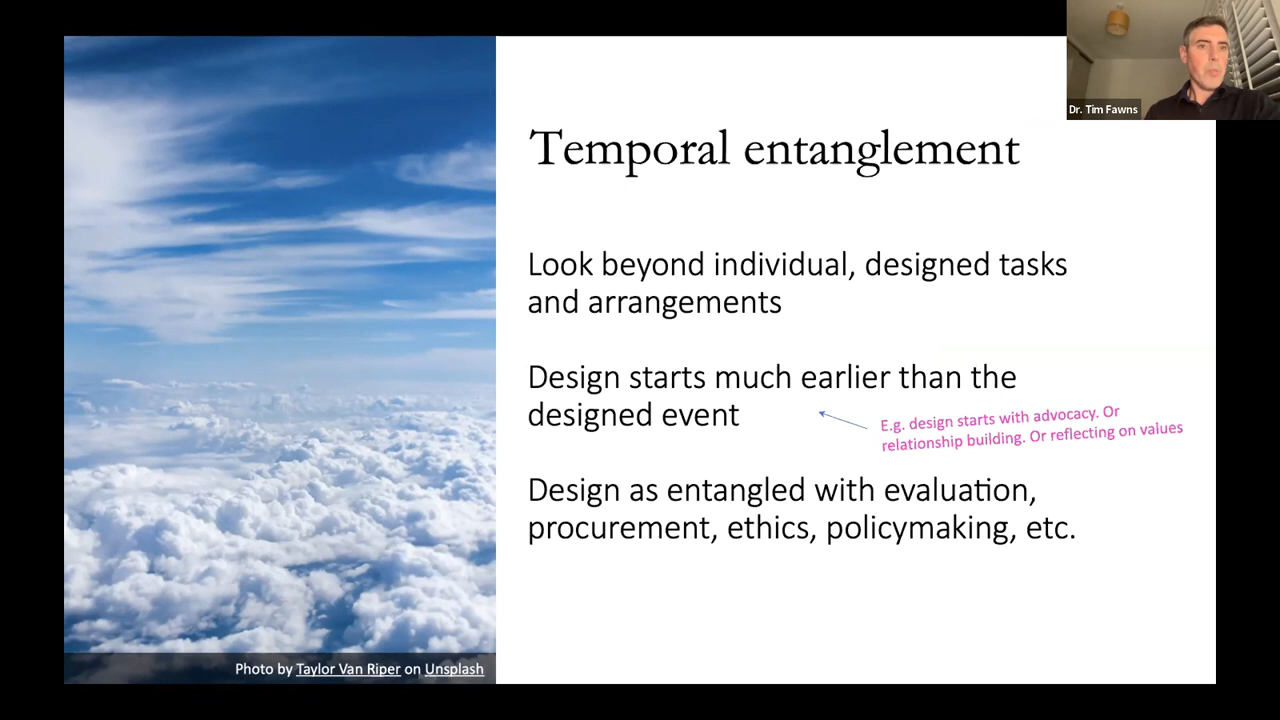 Dr. Tim Fawns
Temporal entanglement
Look beyond individual, designed tasks
and arrangements
Design starts much earlier than the
designed event
E.g. design starts with advocacy. Or
relationship building. Or reflecting on values
Design as entangled with evaluation,
procurement, ethics, policymaking, etc.
Photo by Taylor Van Riper on Unsplash